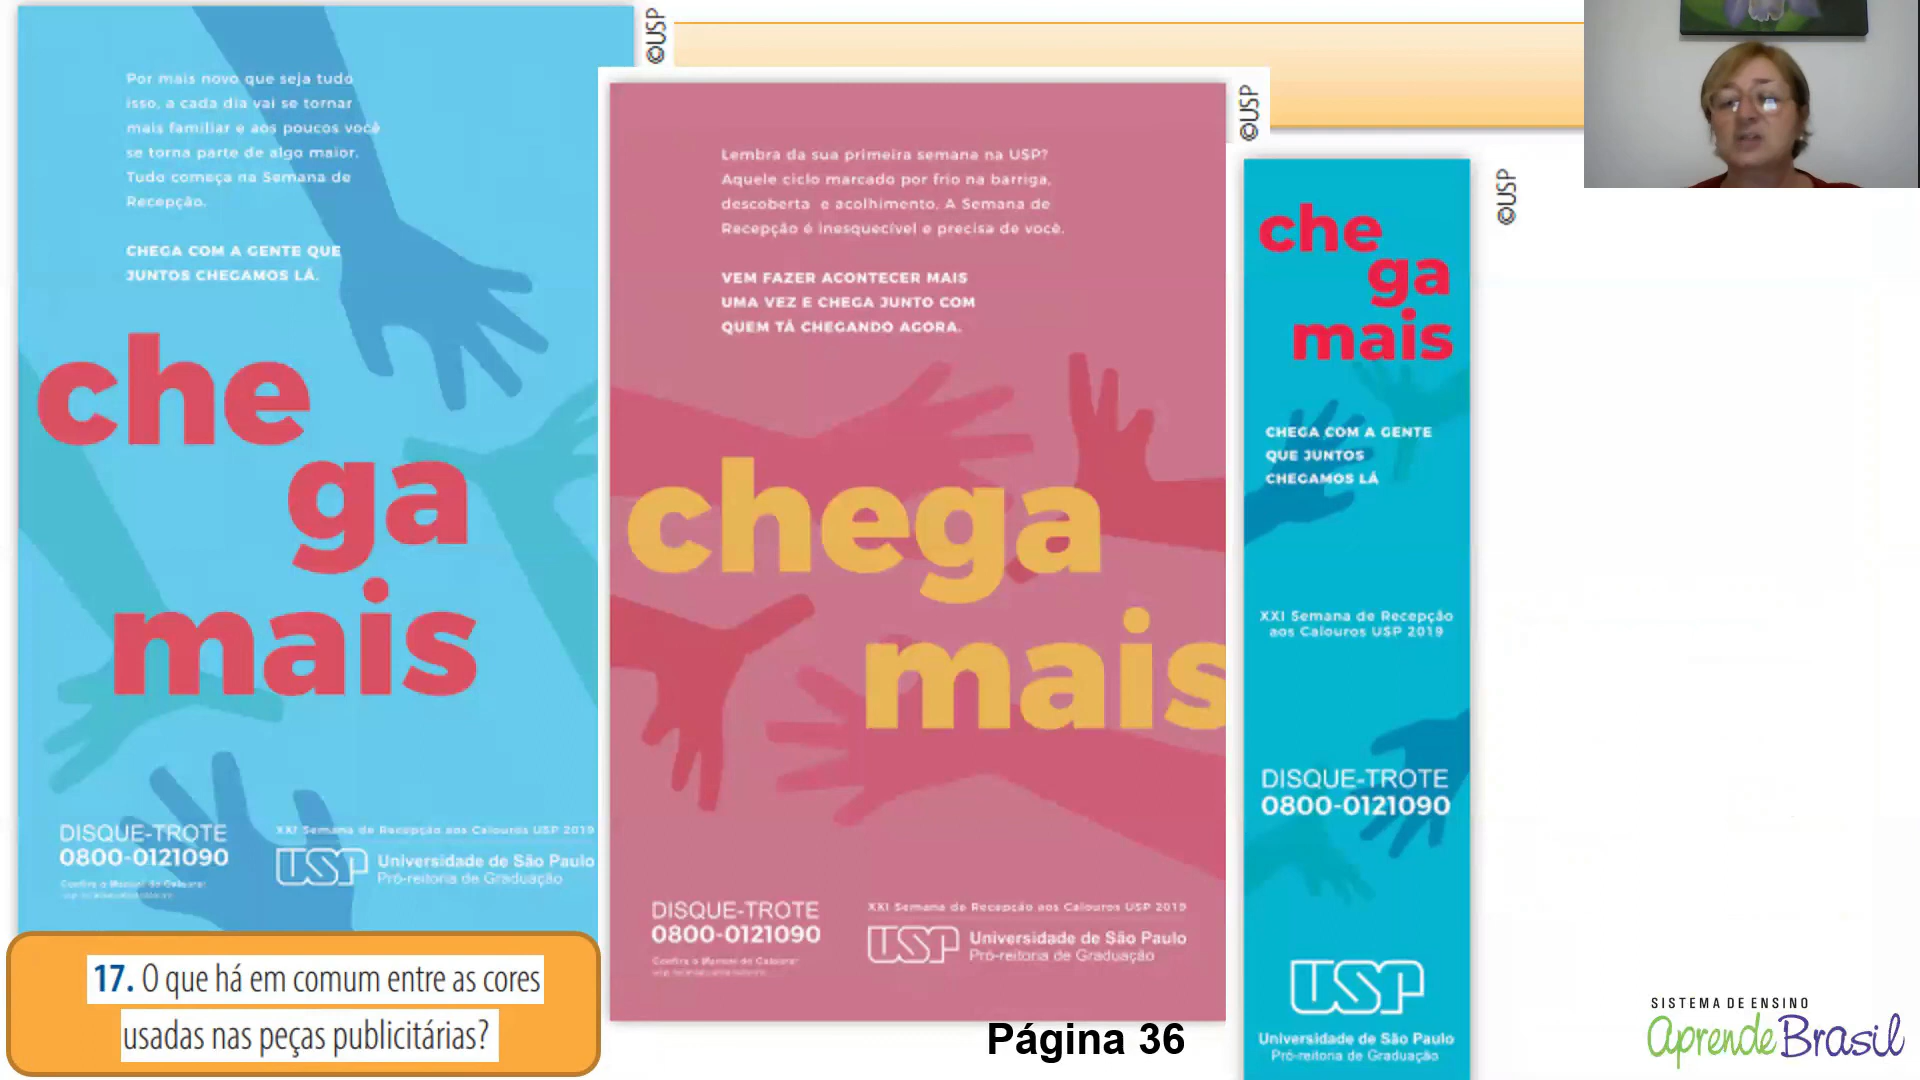 Por mais novo que seja tudo
isso, a cada dia vai se tornar
mais familiar e aos poucos você
se torna parte de algo maior.
Tudo começa na Semana de
Recepção.
CHEGA COM A GENTE QUE
JUNTOS CHEGAMOS LÁ.
che
ga
mais
DISQUE-TROTE
0800-0121090
Confira o Manual do Calouro:
XXI Semana de Recepção aos Calouros USP 2019
USP
Universidade de São Paulo
Pró-reitoria de Graduação
©USP
Lembra da sua primeira semana na USP?
Aquele ciclo marcado por frio na barriga,
descoberta e acolhimento. A Semana de
Recepção é inesquecível e precisa de você.
VEM FAZER ACONTECER MAIS
UMA VEZ E CHEGA JUNTO COM
QUEM TÁ CHEGANDO AGORA.
chega
mais
DISQUE-TROTE
0800-0121090
Confira o Manual do Calouro:
XXI Semana de Recepção aos Calouros USP 2019
USP
Universidade de São Paulo
Pró-reitoria de Graduação
©USP
che
ga
mais
CHEGA COM A GENTE
QUE JUNTOS
CHEGAMOS LÁ
XXI Semana de Recepção
aos Calouros USP 2019
DISQUE-TROTE
0800-0121090
USP
Universidade de São Paulo
Pró-reitoria de Graduação
©USP
17. O que há em comum entre as cores
usadas nas peças publicitárias?
Página 36
SISTEMA DE ENSINO
aprende Brasil